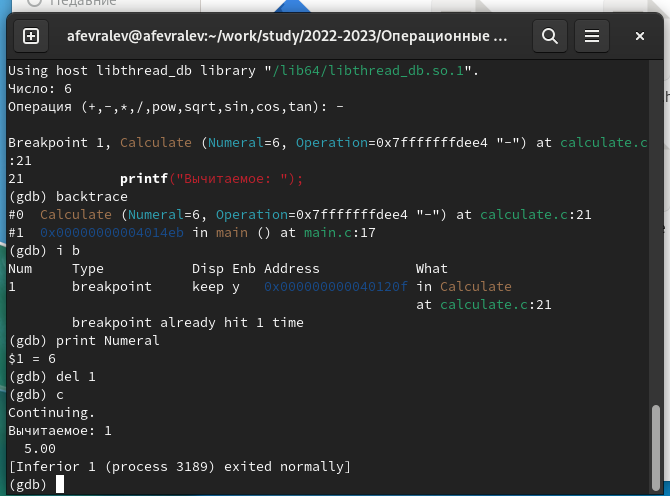 Недавние
afevralev@afevralev:~/work/study/2022-2023/Операционные ...
Using host libthread_db library "/lib64/libthread_db.so.1".
Число: 6
Операция (+,-,*,/,pow,sqrt,sin,cos,tan): -
Breakpoint 1, Calculate (Numeral=6, Operation=0x7fffffffdee4 "-") at calculate.c
:21
21 printf("Вычитаемое: ");
(gdb) backtrace
#0 Calculate (Numeral=6, Operation=0x7fffffffdee4 "-") at calculate.c:21
#1 0x00000000004014eb in main () at main.c:17
(gdb) i b
Num Type Disp Enb Address What
1 breakpoint keep y 0x000000000040120f in Calculate
at calculate.c:21
breakpoint already hit 1 time
(gdb) print Numeral
$1 = 6
(gdb) del 1
(gdb) c
Continuing.
Вычитаемое: 1
5.00
[Inferior 1 (process 3189) exited normally]
(gdb)